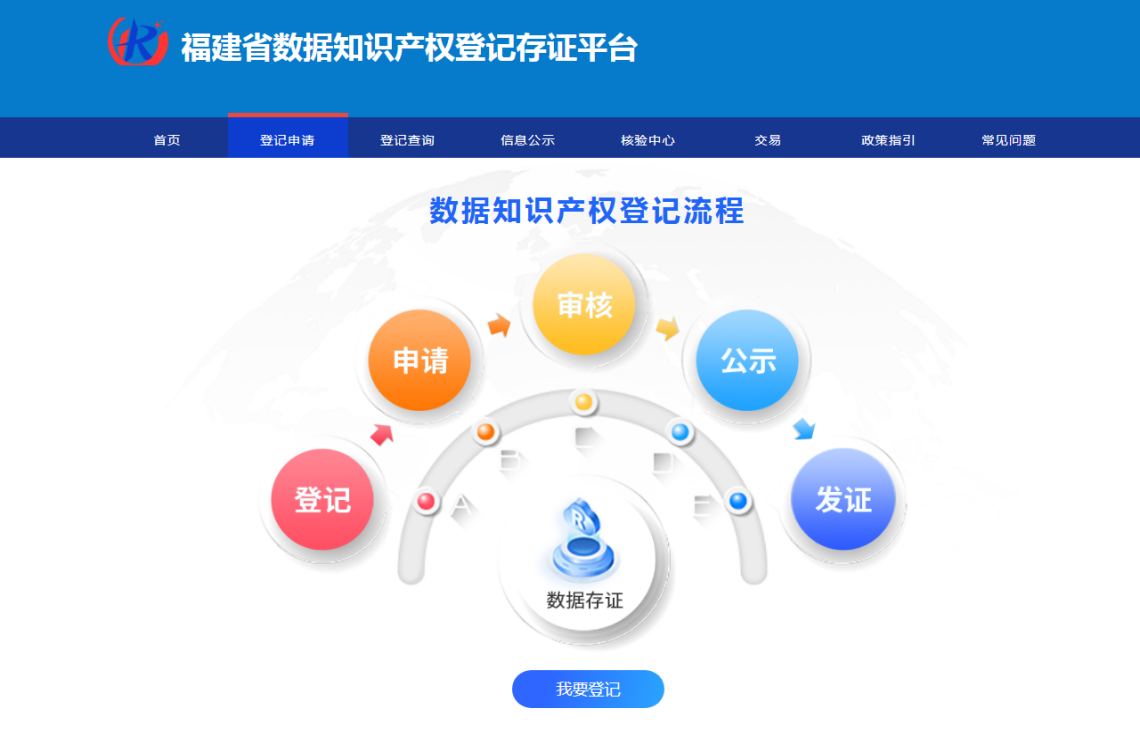 福建省数据知识产权登记存证平台
首页 登记申请 登记查询 信息公示 核验中心 交易 政策指引 常见问题
数据知识产权登记流程
审核
申请
公示
登记
发证
A
B
C
D
E
R
数据存证
我要登记